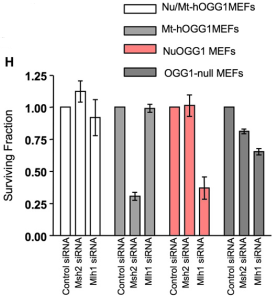 Nu/Mt-hOGG1MEFs
Mt-hOGG1MEFs
NuOGG1 MEFs
OGG1-null MEFs
H
Surviving Fraction
1.25
1.00
0.75
0.50
0.25
0.00
Control siRNA
Msh2 siRNA
Mlh1 siRNA
Control siRNA
Msh2 siRNA
Mlh1 siRNA
Control siRNA
Msh2 siRNA
Mlh1 siRNA
Control siRNA
Msh2 siRNA
Mlh1 siRNA